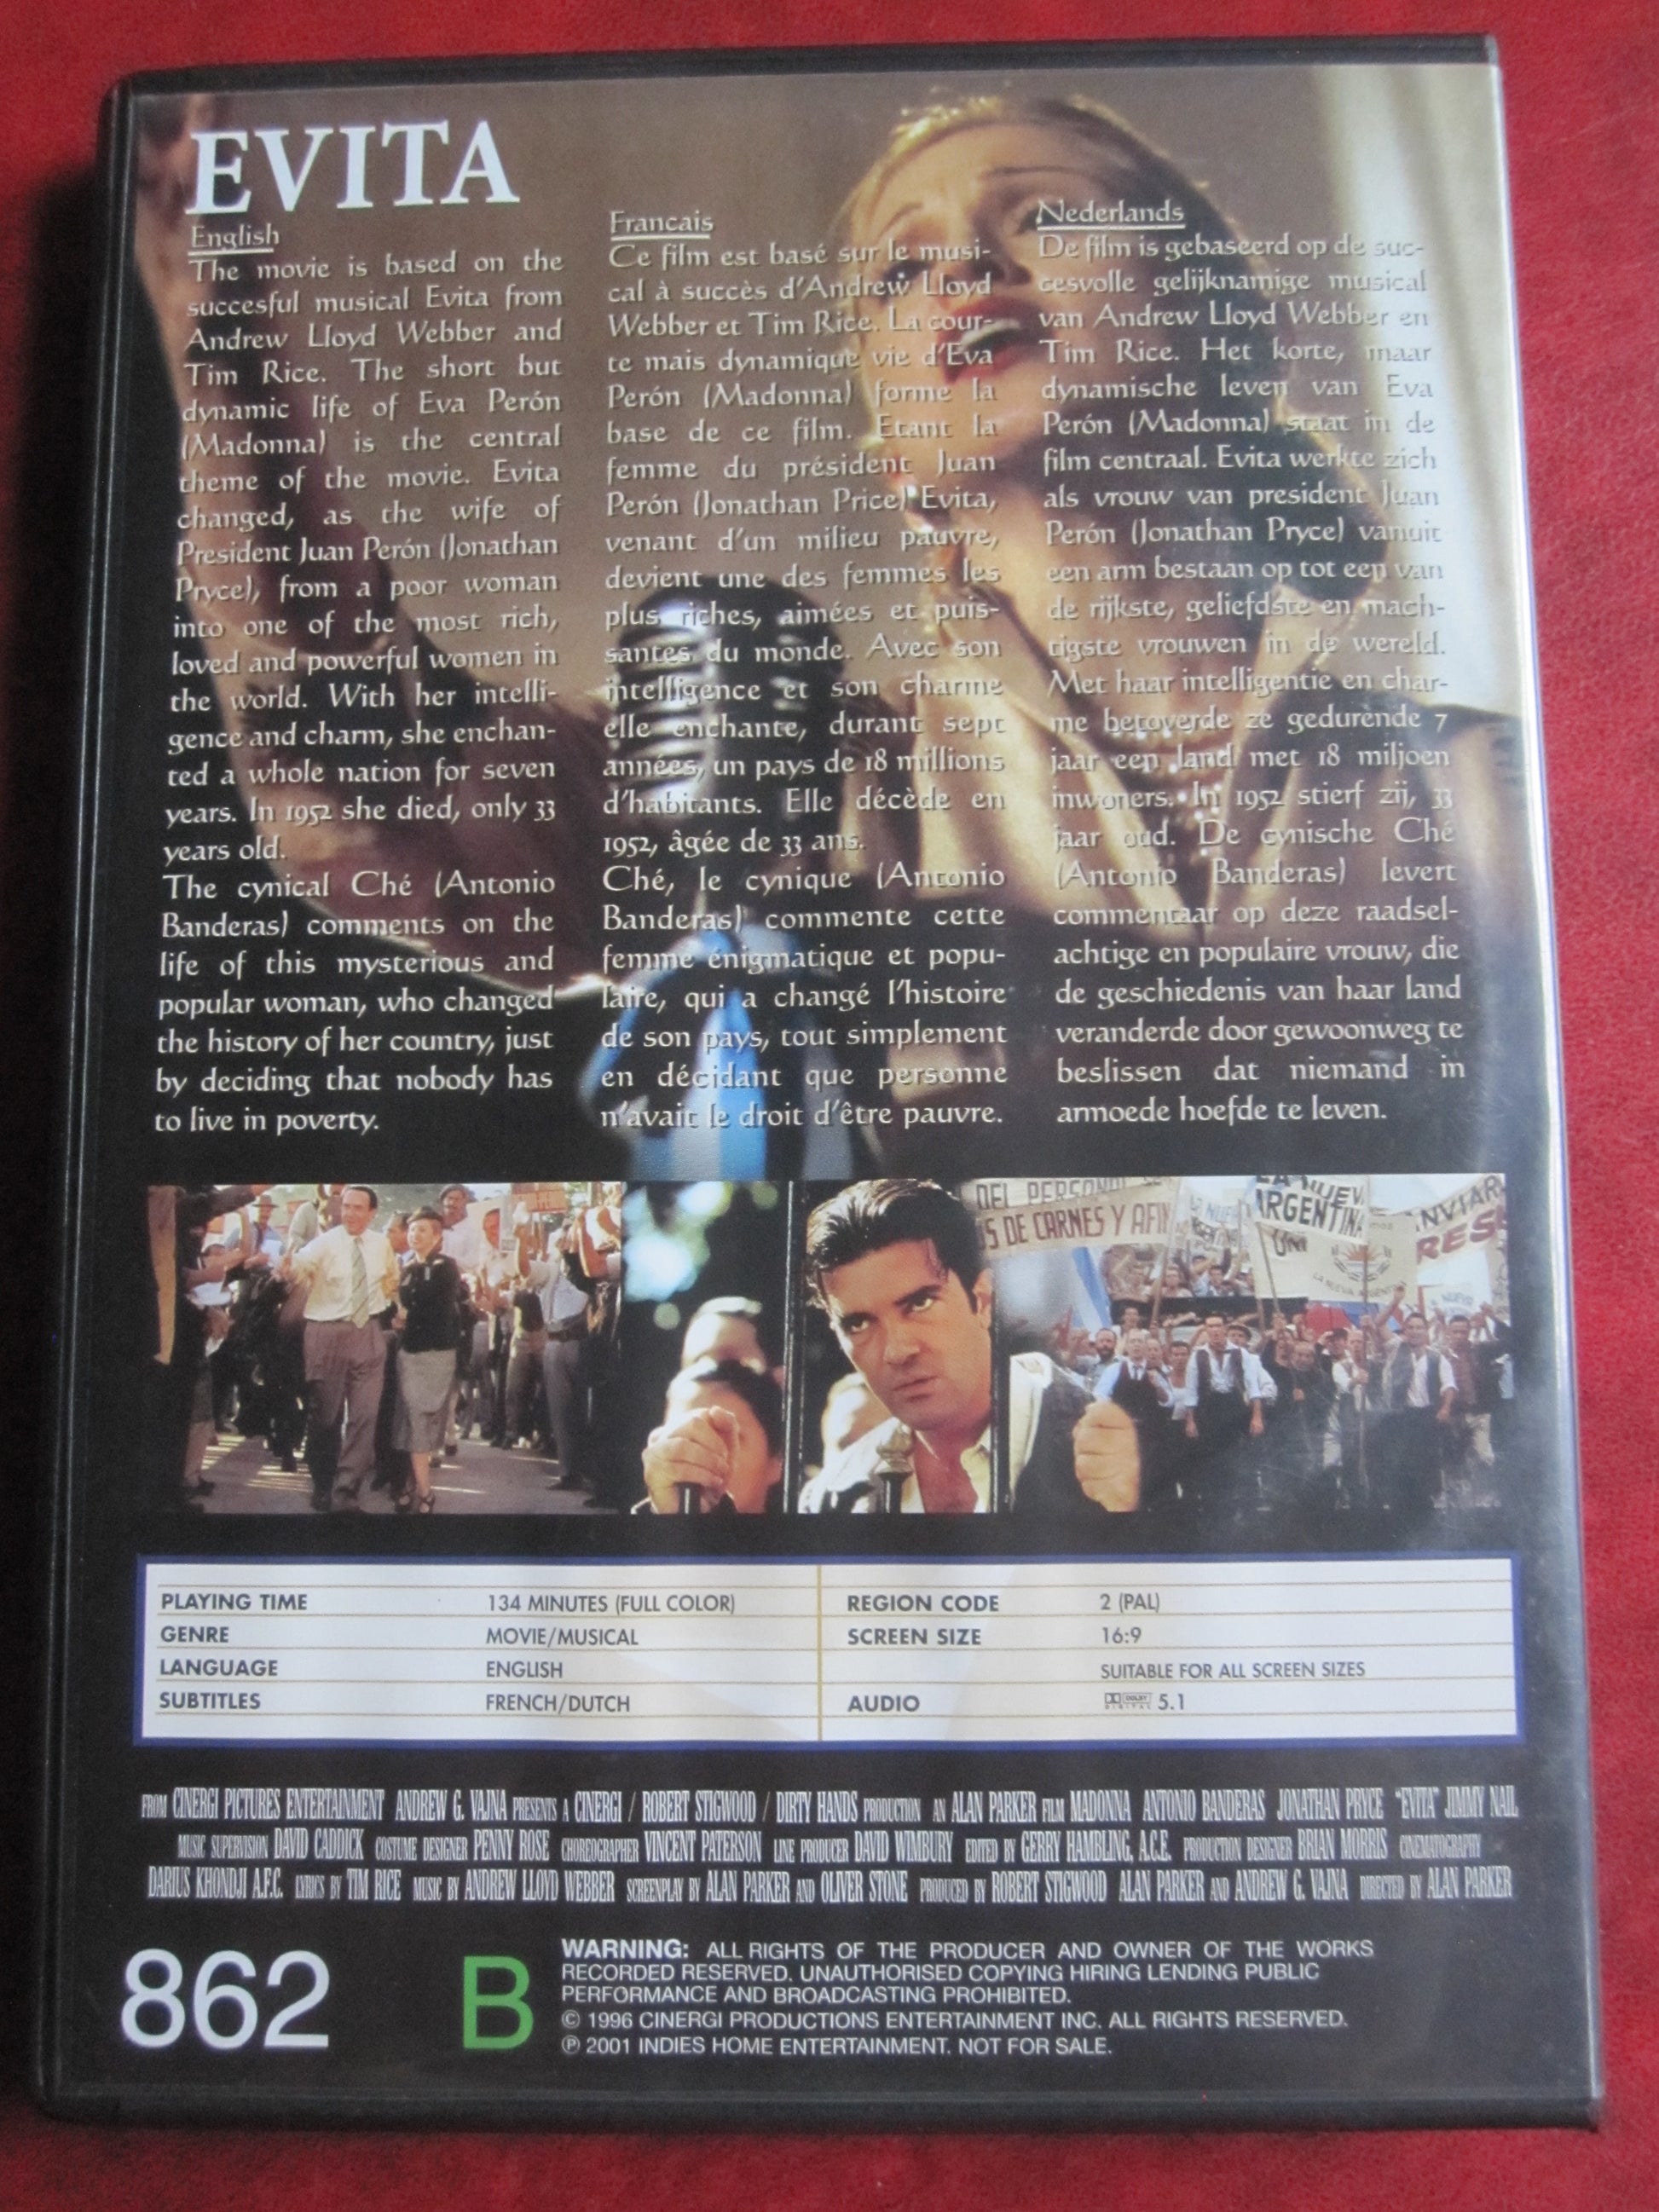 EVITA
English
The movie is based on the
succesful musical Evita from
Andrew Lloyd Webber and
Tim Rice. The short but
dynamic life of Eva Perón
(Madonna) is the central
theme of the movie. Evita
changed, as the wife of
President Juan Perón (Jonathan
Pryce), from a poor woman
into one of the most rich,
loved and powerful women in
the world. With her intelli-
gence and charm, she enchan-
ted a whole nation for seven
years. In 1952 she died, only 33
years old.
The cynical Ché (Antonio
Banderas) comments on the
life of this mysterious and
popular woman, who changed
the history of her country, just
by deciding that nobody has
to live in poverty.
Francais
Ce film est basé sur le musi-
cal à succès d'Andrew Lloyd
Webber et Tim Rice. La cour-
te mais dynamique vie d'Eva
Perón (Madonna) forme la
base de ce film. Etant la
femme du président Juan
Perón (Jonathan Price) Evita,
venant d'un milieu pauvre,
devient une des femmes les
plus riches, aimées et puis-
santes du monde. Avec son
intelligence et son charme
elle enchante, durant sept
années, un pays de 18 millions
d'habitants. Elle décède en
1952, âgée de 33 ans.
Ché, le cynique (Antonio
Banderas) commente cette
femme énigmatique et popu-
laire, qui a changé l'histoire
de son pays, tout simplement
en décidant que personne
n'avait le droit d'être pauvre.
Nederlands
De film is gebaseerd op de suc-
cesvolle gelijknamige musical
van Andrew Lloyd Webber en
Tim Rice. Het korte, maar
dynamische leven van Eva
Perón (Madonna) staat in de
film centraal. Evita werkte zich
als vrouw van president Juan
Perón (Jonathan Pryce) vanuit
een arm bestaan op tot een van
de rijkste, geliefdste en mach-
tigste vrouwen in de wereld.
Met haar intelligentie en char-
me betoverde ze gedurende 7
jaar een land met 18 miljoen
inwoners. In 1952 stierf zij, 33
jaar oud. De cynische Ché
(Antonio Banderas) levert
commentaar op deze raadsel-
achtige en populaire vrouw, die
de geschiedenis van haar land
veranderde door gewoonweg te
beslissen dat niemand in
armoede hoefde te leven.
DEL PERSONAL
S DE CARNES Y AFIN
LA NUEV
ARGENTINA
UNI
NVIAR
RES
PLAYING TIME 134 MINUTES (FULL COLOR)
GENRE MOVIE/MUSICAL
LANGUAGE ENGLISH
SUBTITLES FRENCH/DUTCH
REGION CODE 2 (PAL)
SCREEN SIZE 16:9
SUITABLE FOR ALL SCREEN SIZES
AUDIO DOLBY DIGITAL 5.1
FROM CINERGI PICTURES ENTERTAINMENT ANDREW G. VAJNA PRESENTS A CINERGI / ROBERT STIGWOOD / DIRTY HANDS PRODUCTION AN ALAN PARKER FILM MADONNA ANTONIO BANDERAS JONATHAN PRYCE "EVITA" JIMMY NAIL
MUSIC SUPERVISION DAVID CADDICK COSTUME DESIGNER PENNY ROSE CHOREOGRAPHER VINCENT PATERSON LINE PRODUCER DAVID WIMBURY EDITED BY GERRY HAMBLING, A.C.E. PRODUCTION DESIGNER BRIAN MORRIS CINEMATOGRAPHY
DARIUS KHONDJI A.F.C. LYRICS BY TIM RICE MUSIC BY ANDREW LLOYD WEBBER SCREENPLAY BY ALAN PARKER AND OLIVER STONE PRODUCED BY ROBERT STIGWOOD ALAN PARKER AND ANDREW G. VAJNA DIRECTED BY ALAN PARKER
862 B
WARNING: ALL RIGHTS OF THE PRODUCER AND OWNER OF THE WORKS
RECORDED RESERVED. UNAUTHORISED COPYING HIRING LENDING PUBLIC
PERFORMANCE AND BROADCASTING PROHIBITED.
© 1996 CINERGI PRODUCTIONS ENTERTAINMENT INC. ALL RIGHTS RESERVED.
℗ 2001 INDIES HOME ENTERTAINMENT. NOT FOR SALE.